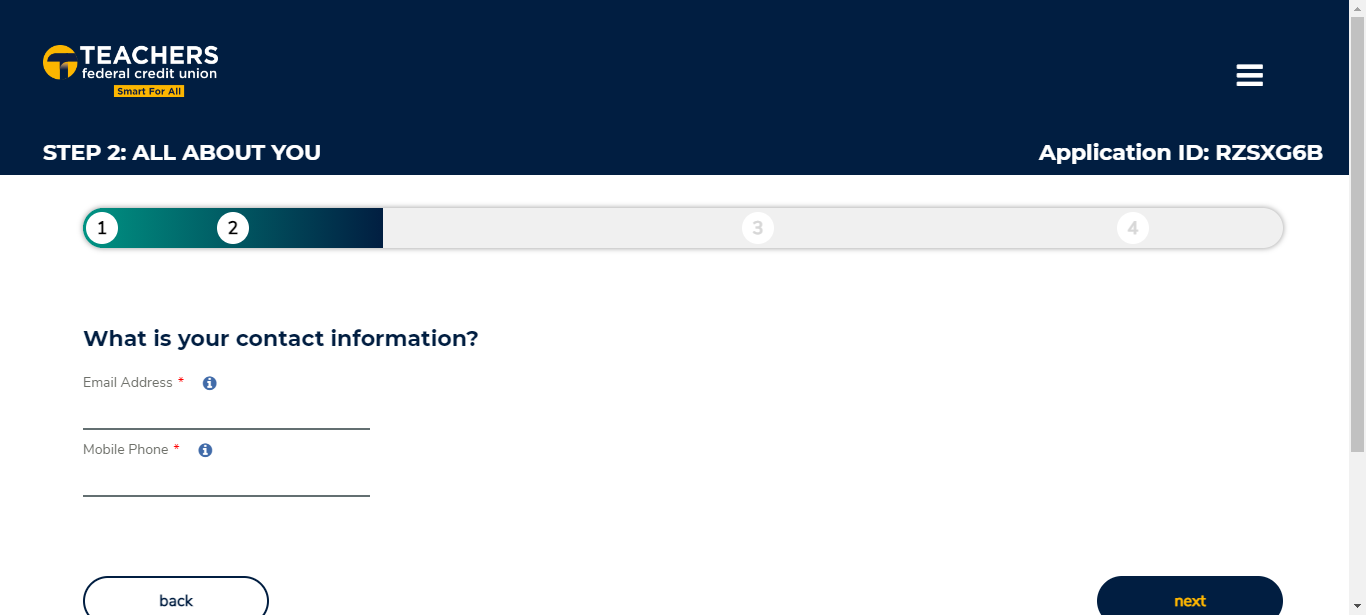 TEACHERS
federal credit union
Smart For All
STEP 2: ALL ABOUT YOU
Application ID: RZSXG6B
1
2
3
4
What is your contact information?
Email Address *
Mobile Phone *
back
next